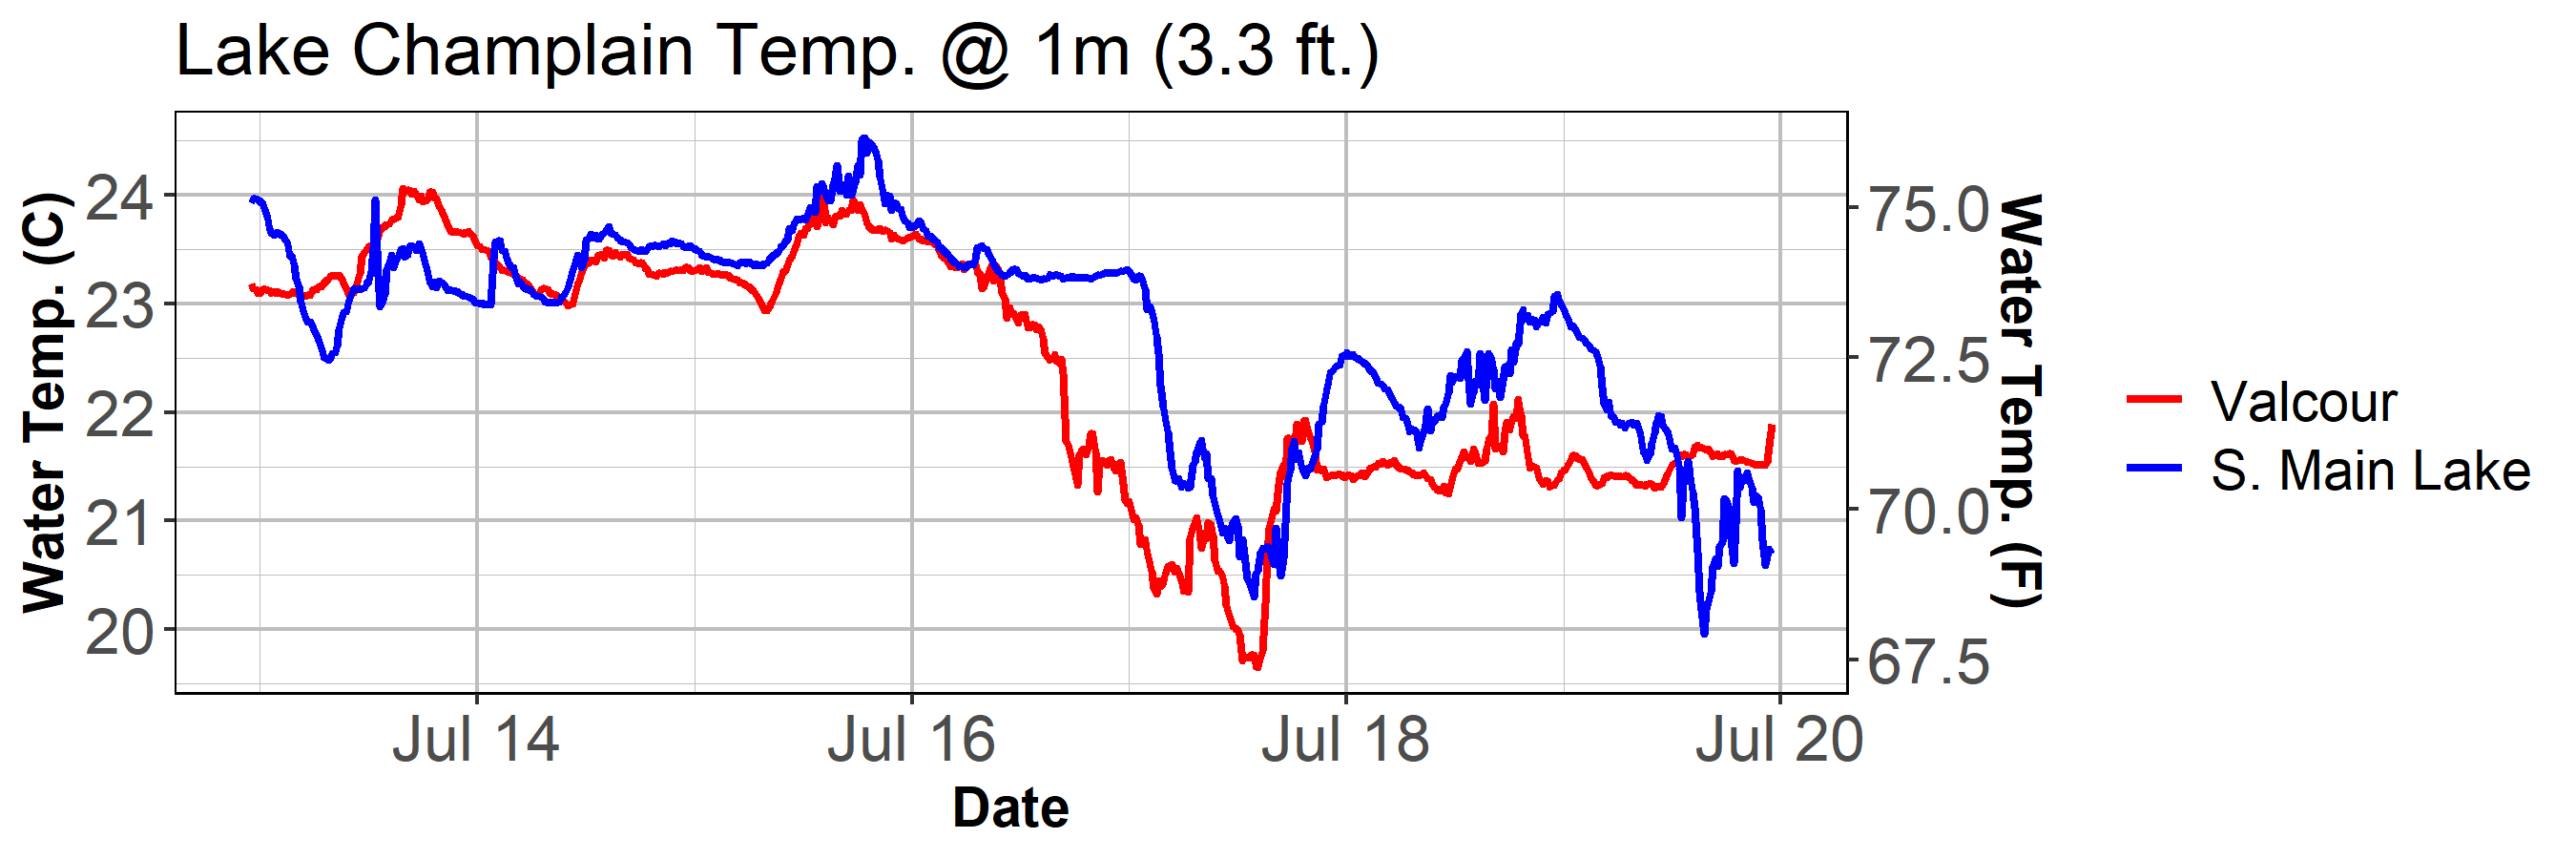 Lake Champlain Temp. @ 1m (3.3 ft.)
Water Temp. (C)
24
23
22
21
20
75.0
72.5
70.0
67.5
Water Temp. (F)
Jul 14
Jul 16
Jul 18
Jul 20
Date
Valcour
S. Main Lake